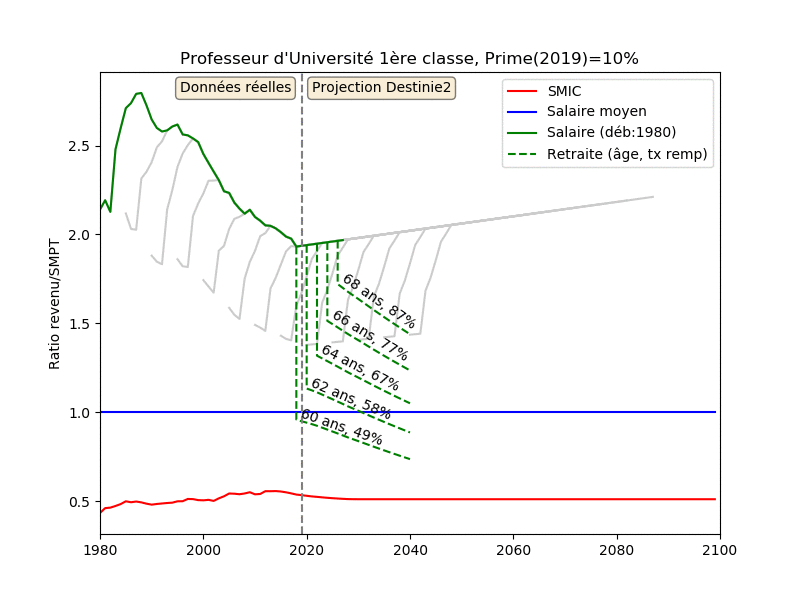 Professeur d'Université 1ère classe, Prime(2019)=10%
Données réelles
Projection Destinie2
SMIC
Salaire moyen
Salaire (déb:1980)
Retraite (âge, tx remp)
Ratio revenu/SMPT
2.5
2.0
1.5
1.0
0.5
68 ans, 87%
66 ans, 77%
64 ans, 67%
62 ans, 58%
60 ans, 49%
1980
2000
2020
2040
2060
2080
2100